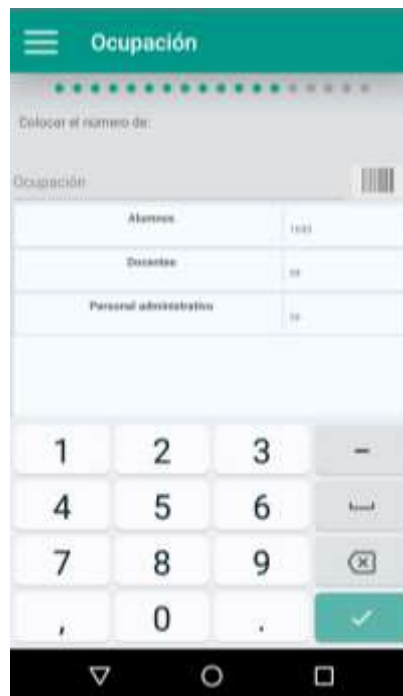 Ocupación
Colocar el número de:
Ocupación
Alumnos
Docentes
Personal administrativo
1 2 3 -
4 5 6
7 8 9
, 0 .